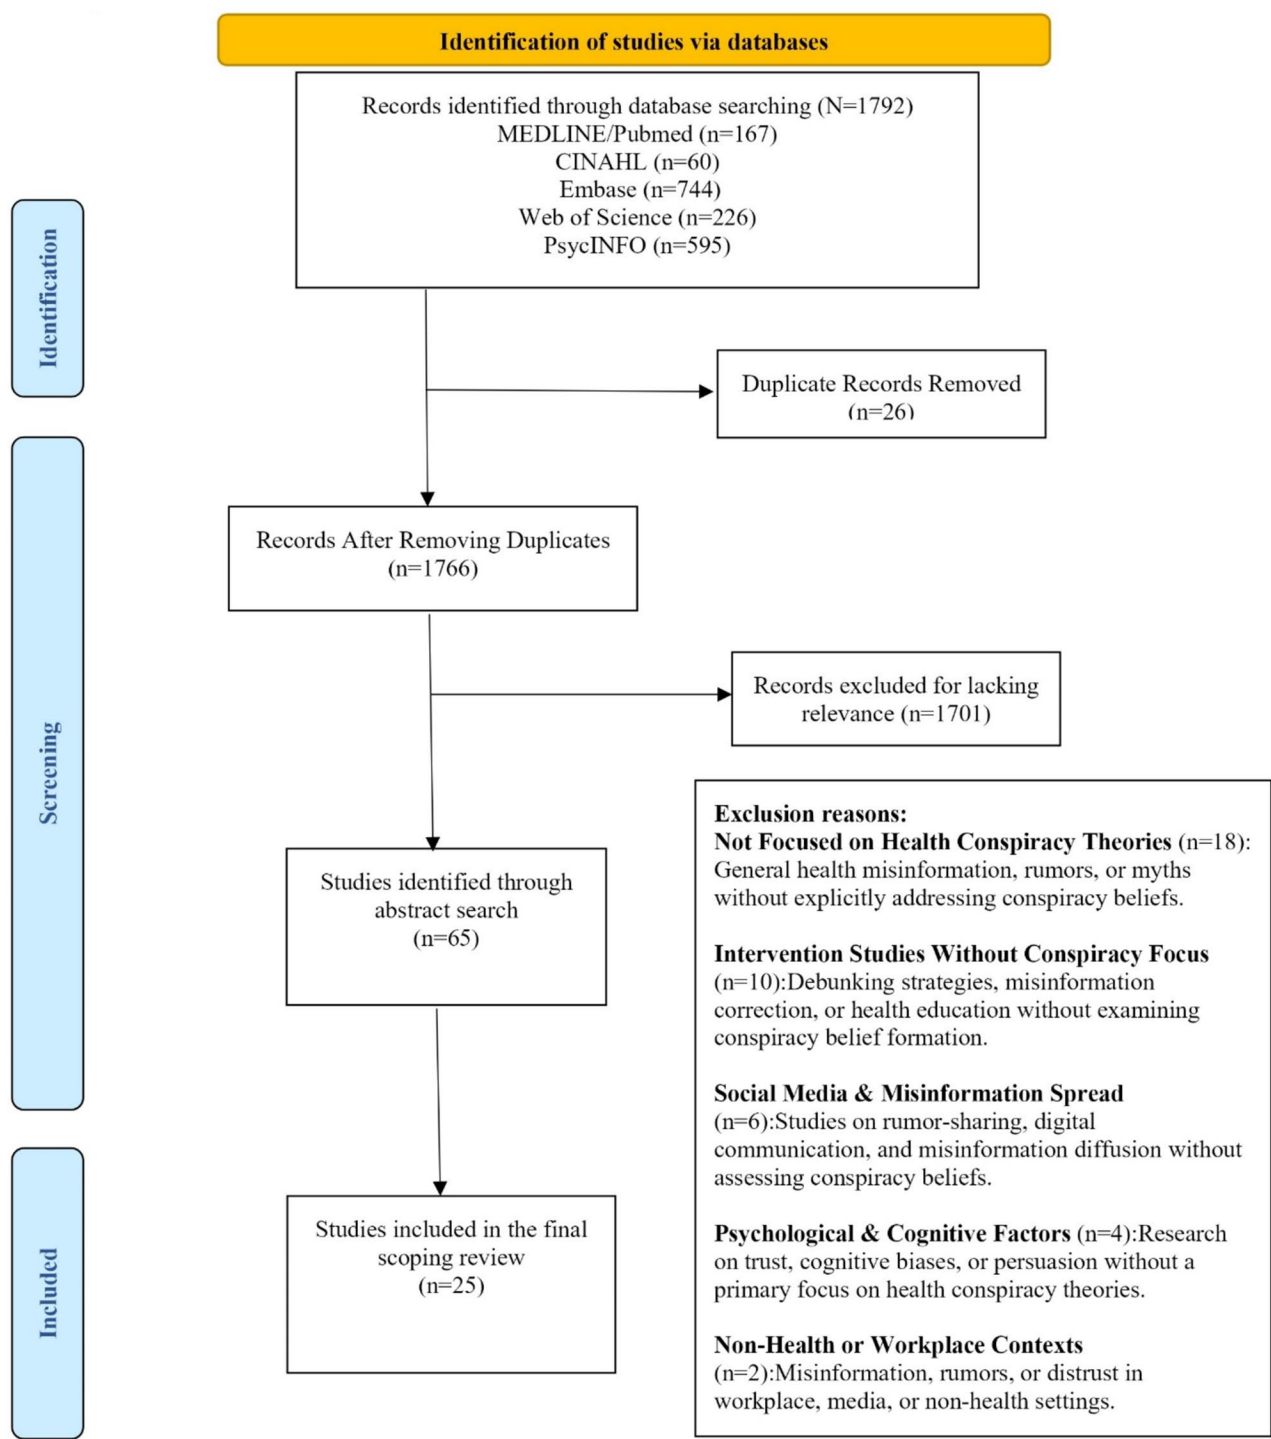 Identification of studies via databases
Records identified through database searching (N=1792)
MEDLINE/Pubmed (n=167)
CINAHL (n=60)
Embase (n=744)
Web of Science (n=226)
PsycINFO (n=595)
Identification
Duplicate Records Removed
(n=26)
Screening
Records After Removing Duplicates
(n=1766)
Records excluded for lacking
relevance (n=1701)
Studies identified through
abstract search
(n=65)
Exclusion reasons:
Not Focused on Health Conspiracy Theories (n=18):
General health misinformation, rumors, or myths
without explicitly addressing conspiracy beliefs.
Intervention Studies Without Conspiracy Focus
(n=10):Debunking strategies, misinformation
correction, or health education without examining
conspiracy belief formation.
Social Media & Misinformation Spread
(n=6):Studies on rumor-sharing, digital
communication, and misinformation diffusion without
assessing conspiracy beliefs.
Psychological & Cognitive Factors (n=4):Research
on trust, cognitive biases, or persuasion without a
primary focus on health conspiracy theories.
Non-Health or Workplace Contexts
(n=2):Misinformation, rumors, or distrust in
workplace, media, or non-health settings.
Included
Studies included in the final
scoping review
(n=25)